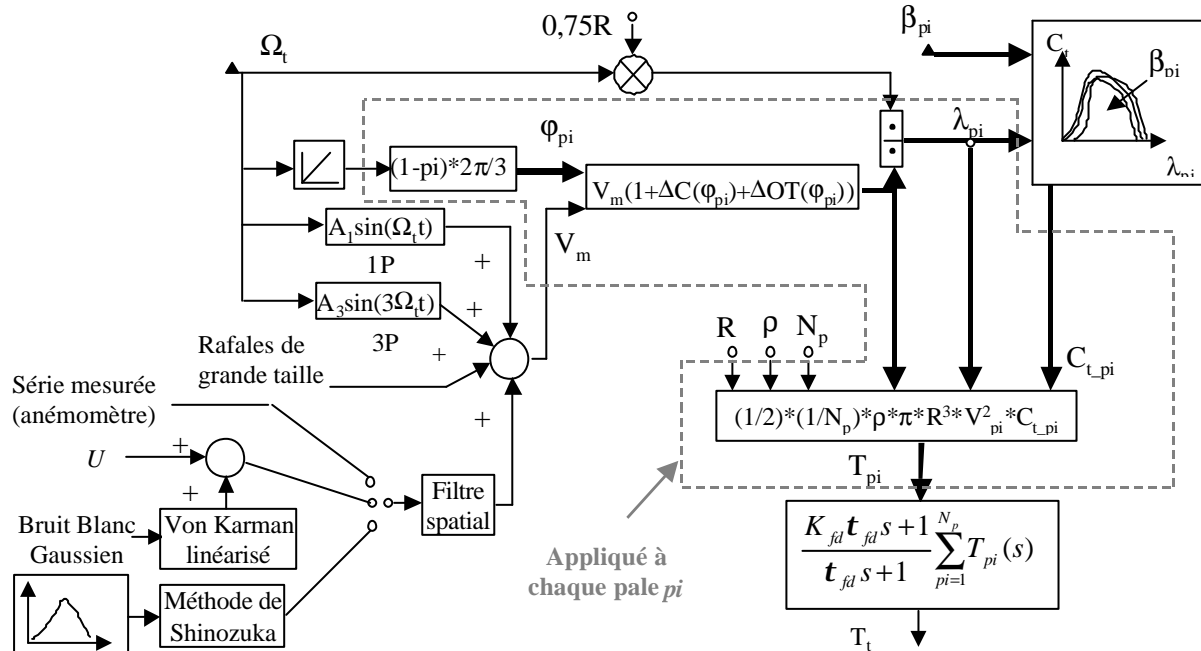 0,75R
Ω_t
β_pi
C_t
β_pi
λ_pi
φ_pi
λ_pi
(1-pi)*2π/3
V_m(1+ΔC(φ_pi)+ΔOT(φ_pi))
A_1sin(Ω_t t)
1P
+
V_m
A_3sin(3Ω_t t)
3P
+
R ρ N_p
Rafales de
grande taille
+
C_t_pi
Série mesurée
(anémomètre)
+
(1/2)*(1/N_p)*ρ*π*R^3*V^2_pi*C_t_pi
U
+
T_pi
+
Filtre
spatial
Bruit Blanc
Gaussien
Von Karman
linéarisé
Appliqué à
chaque pale pi
K_fd t_fd s+1
t_fd s+1
N_p
∑ T_pi(s)
pi=1
Méthode de
Shinozuka
T_t